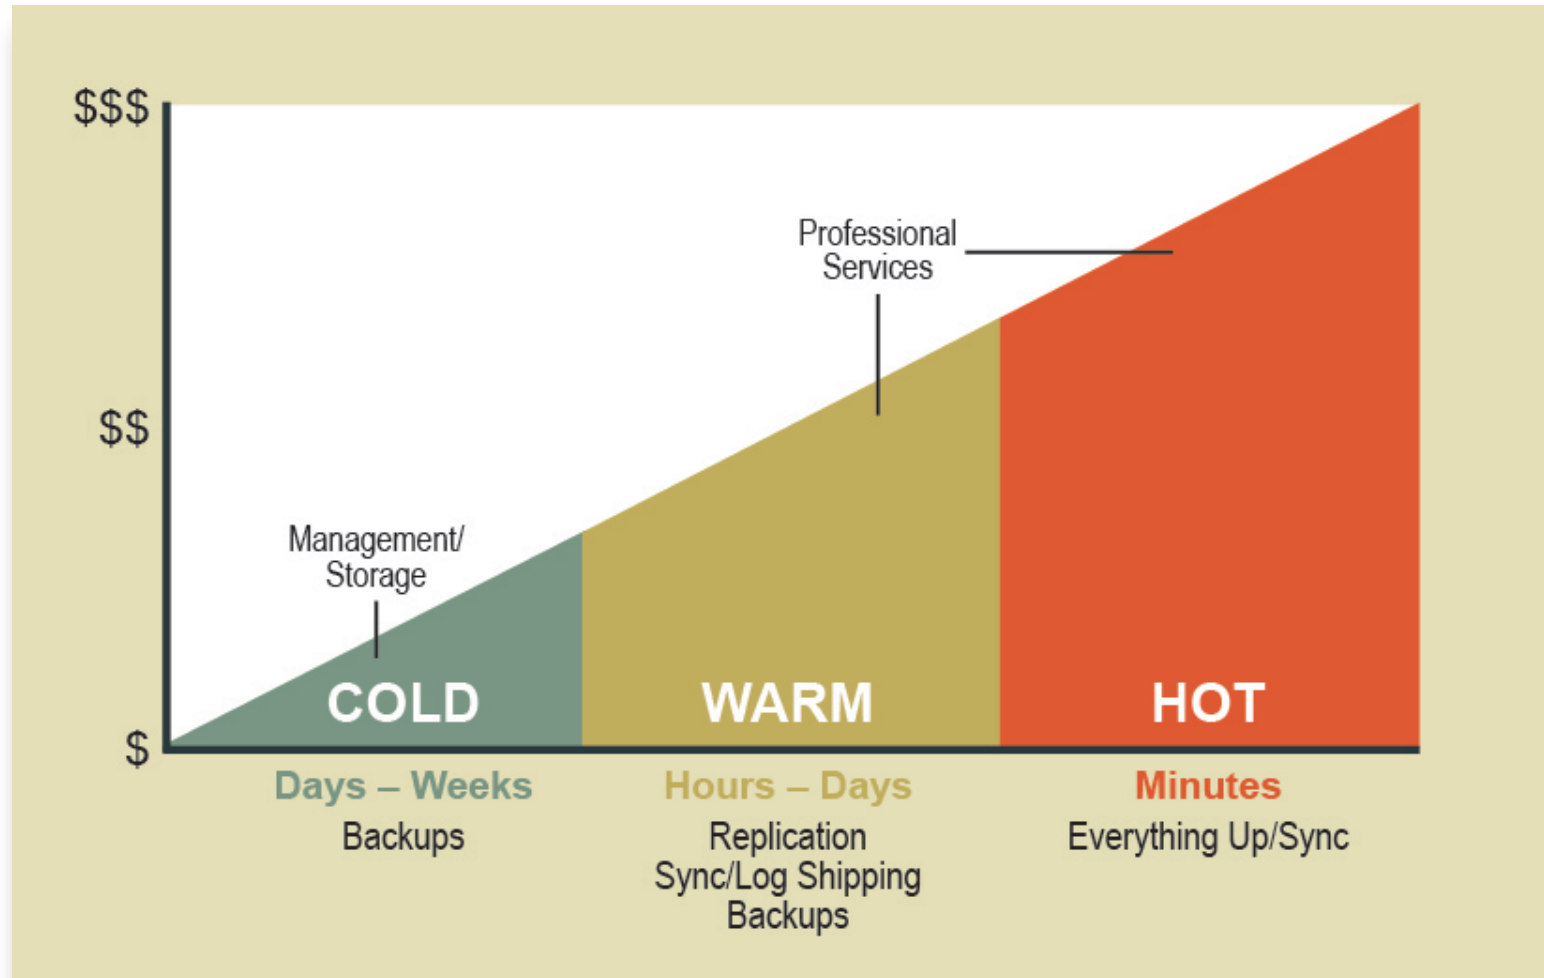 $$$
Professional
Services
$$
Management/
Storage
COLD
WARM
HOT
$
Days – Weeks
Hours – Days
Minutes
Backups
Replication
Sync/Log Shipping
Backups
Everything Up/Sync